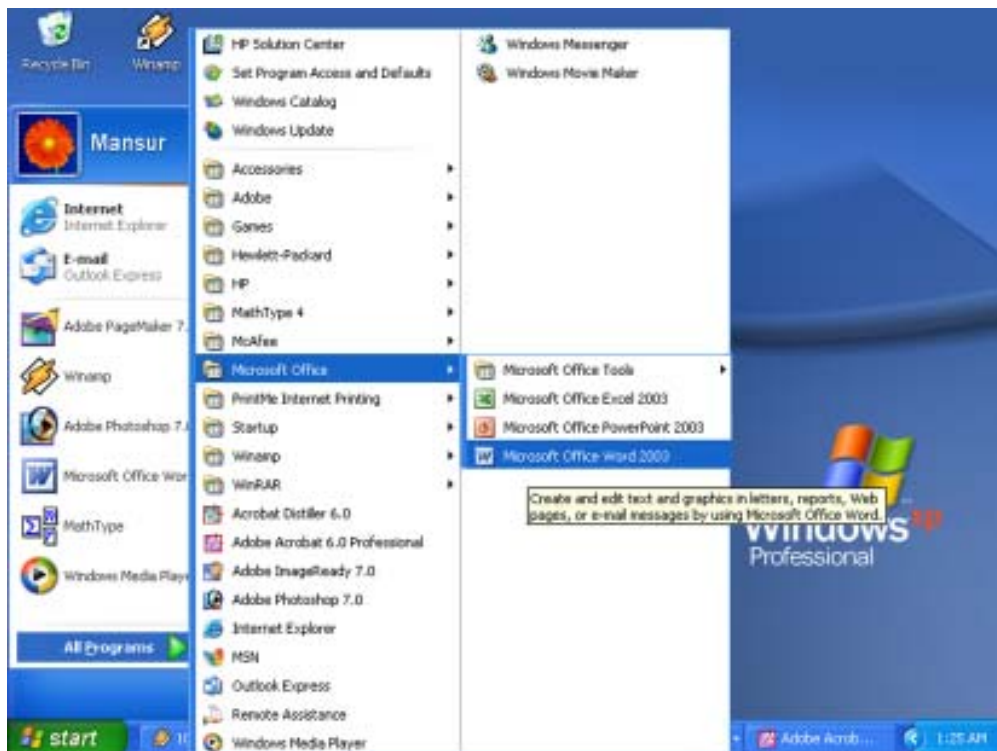 Recycle Bin
Winamp
Mansur
Internet
Internet Explorer
E-mail
Outlook Express
Adobe PageMaker 7.
Winamp
Adobe Photoshop 7.
Microsoft Office Wor
MathType
Windows Media Playe
All Programs
start
HP Solution Center
Set Program Access and Defaults
Windows Catalog
Windows Update
Accessories
Adobe
Games
Hewlett-Packard
HP
MathType 4
McAfee
Microsoft Office
PrintMe Internet Printing
Startup
Winamp
WinRAR
Acrobat Distiller 6.0
Adobe Acrobat 6.0 Professional
Adobe ImageReady 7.0
Adobe Photoshop 7.0
Internet Explorer
MSN
Outlook Express
Remote Assistance
Windows Media Player
Windows Messenger
Windows Movie Maker
Microsoft Office Tools
Microsoft Office Excel 2003
Microsoft Office PowerPoint 2003
Microsoft Office Word 2003
Create and edit text and graphics in letters, reports, Web
pages, or e-mail messages by using Microsoft Office Word.
Windows xp
Professional
Adobe Acrob...
1:25 AM